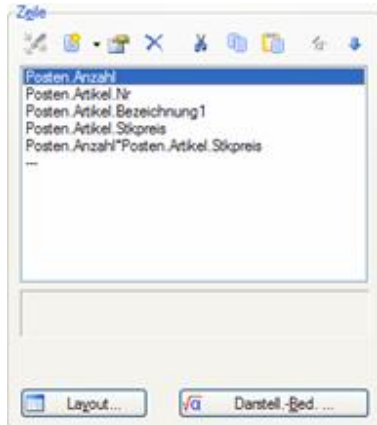 Zeile
Posten.Anzahl
Posten.Artikel.Nr
Posten.Artikel.Bezeichnung1
Posten.Artikel.Stkpreis
Posten.Anzahl*Posten.Artikel.Stkpreis
---
Layout...
√α Darstell.-Bed. ...